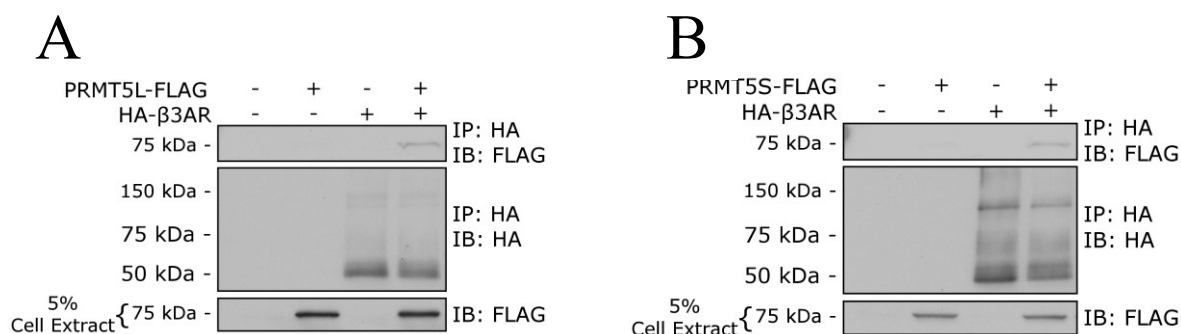 A
PRMT5L-FLAG - + - +
HA-β3AR - - + +
75 kDa -
IP: HA
IB: FLAG
150 kDa -
75 kDa -
50 kDa -
IP: HA
IB: HA
5%
Cell Extract { 75 kDa -
IB: FLAG
B
PRMT5S-FLAG - + - +
HA-β3AR - - + +
75 kDa -
IP: HA
IB: FLAG
150 kDa -
75 kDa -
50 kDa -
IP: HA
IB: HA
5%
Cell Extract { 75 kDa -
IB: FLAG